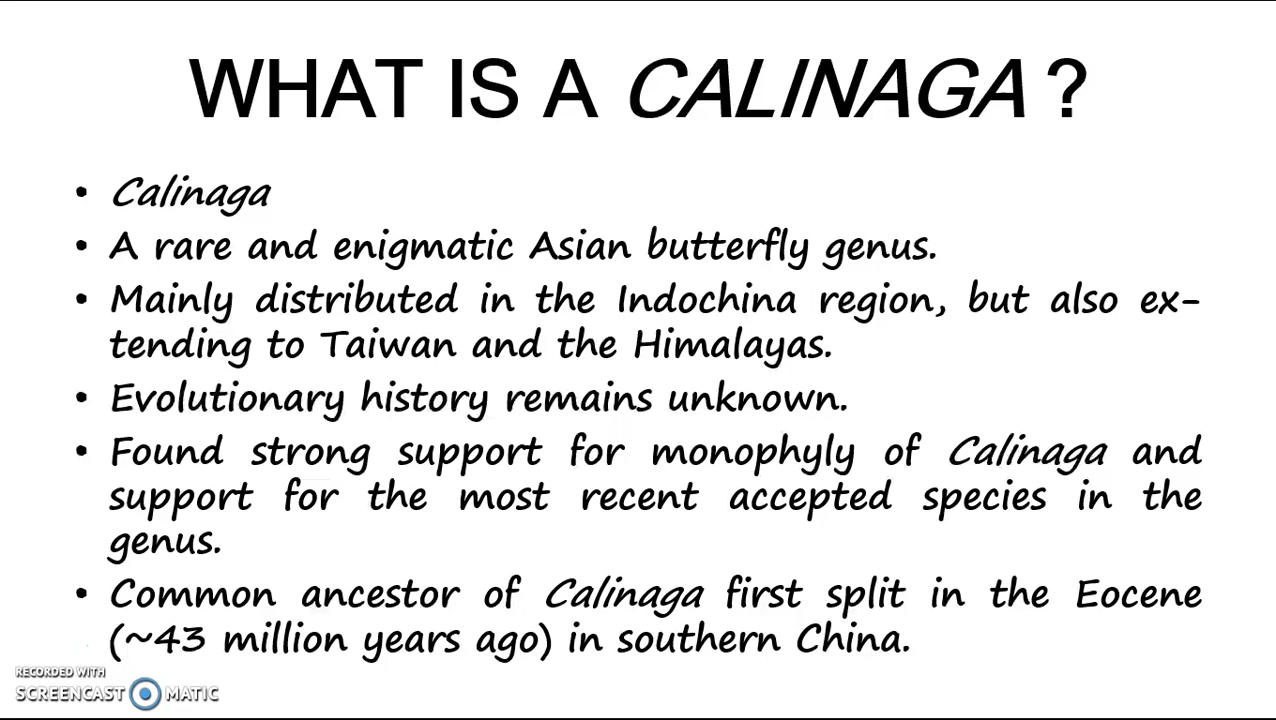 WHAT IS A CALINAGA?
• Calinaga
• A rare and enigmatic Asian butterfly genus.
• Mainly distributed in the Indochina region, but also ex-
tending to Taiwan and the Himalayas.
• Evolutionary history remains unknown.
• Found strong support for monophyly of Calinaga and
support for the most recent accepted species in the
genus.
• Common ancestor of Calinaga first split in the Eocene
(~43 million years ago) in southern China.
RECORDED WITH
SCREENCAST MATIC